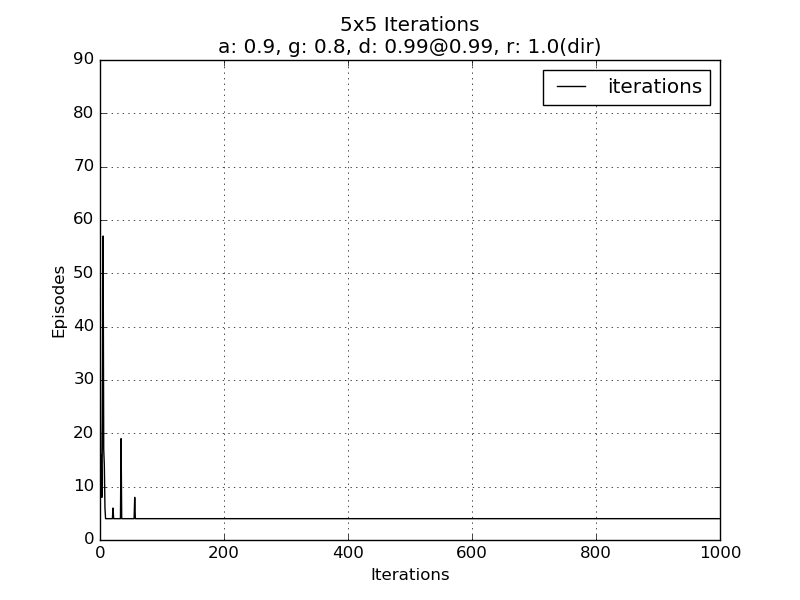 5x5 Iterations
a: 0.9, g: 0.8, d: 0.99@0.99, r: 1.0(dir)
iterations
90
80
70
60
50
40
30
20
10
0
Episodes
0 200 400 600 800 1000
Iterations